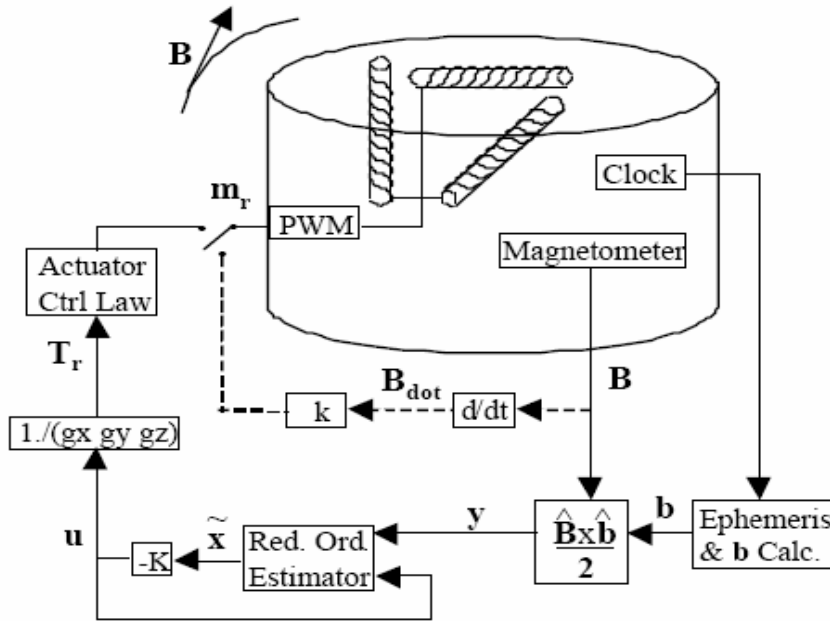 B
Clock
m_r
PWM
Magnetometer
Actuator
Ctrl Law
T_r
B_dot
B
k
d/dt
1./(gx gy gz)
u
x̃
y
b
-K
Red. Ord.
Estimator
B̂xb̂
2
Ephemeris
& b Calc.